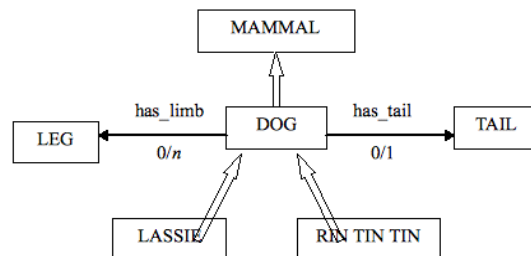 MAMMAL
has_limb
has_tail
LEG
DOG
TAIL
0/n
0/1
LASSIE
RIN TIN TIN